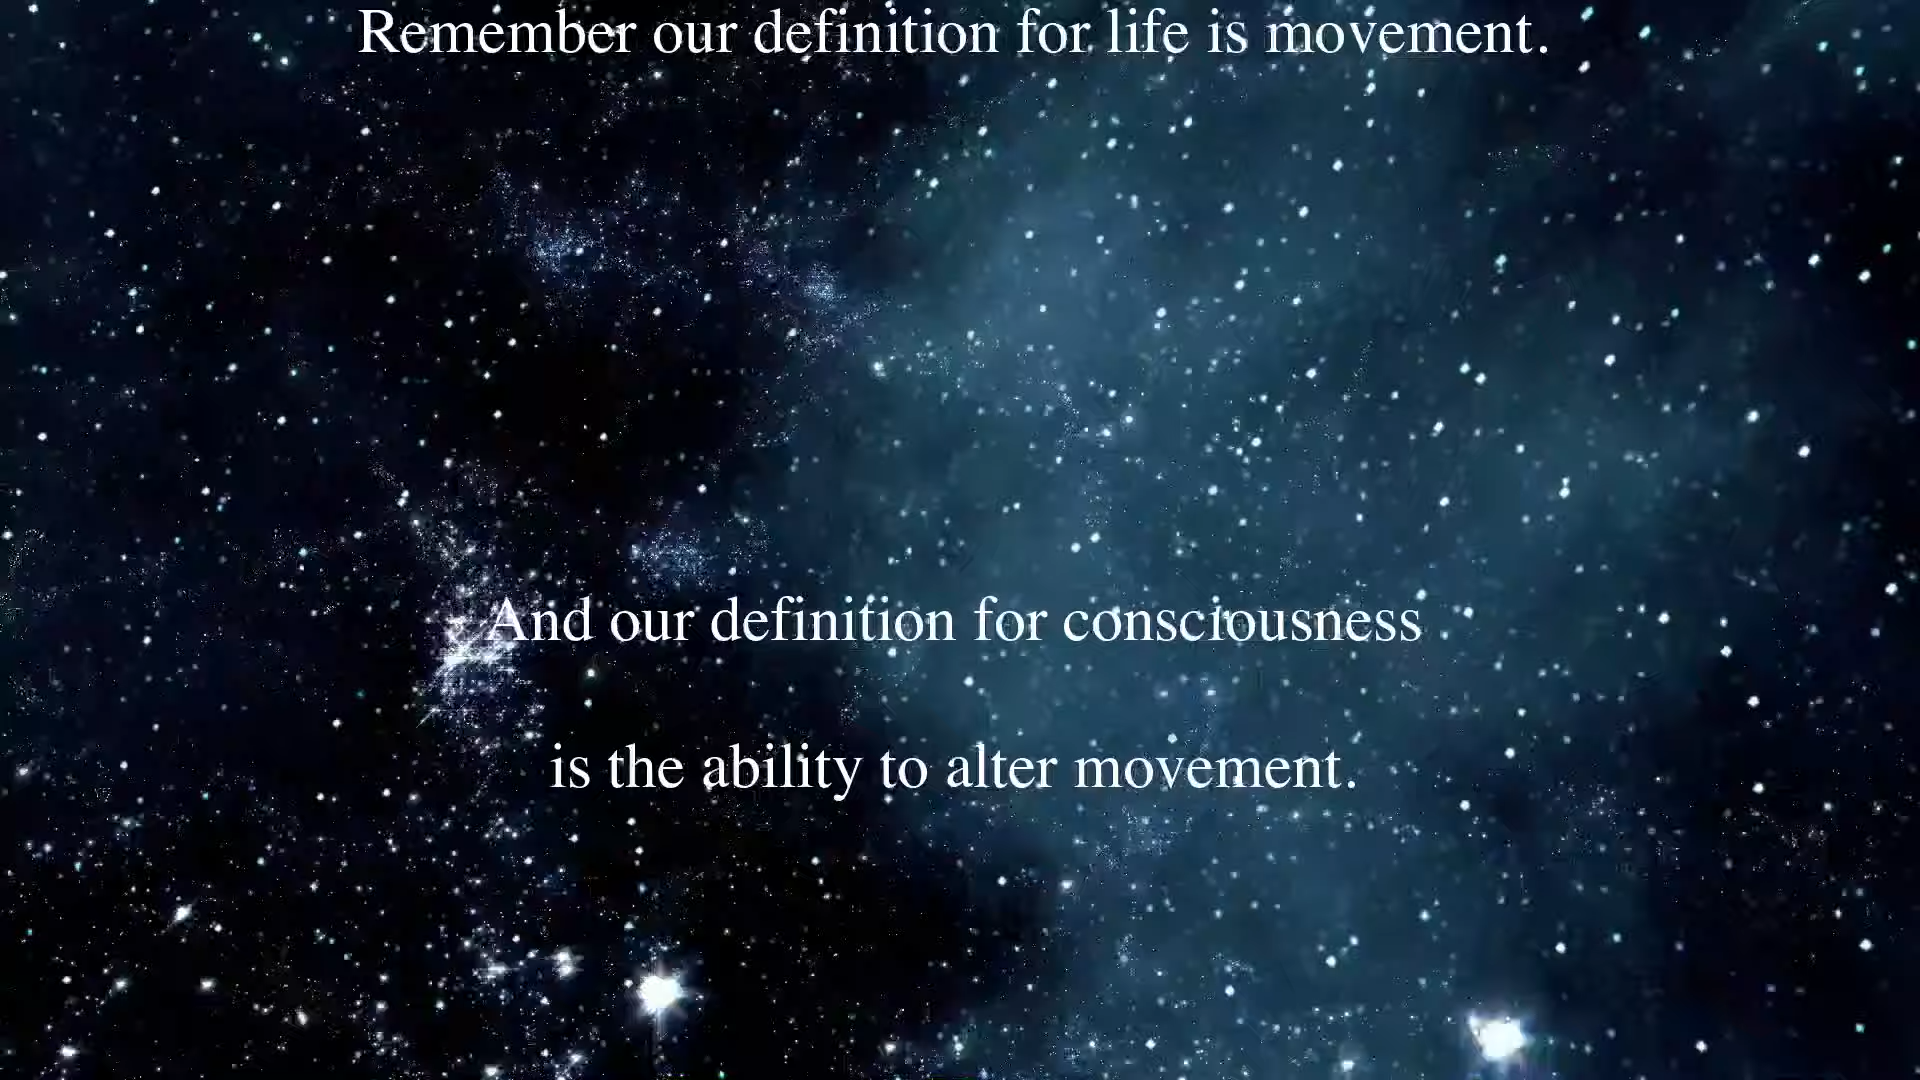 Remember our definition for life is movement.
And our definition for consciousness
is the ability to alter movement.